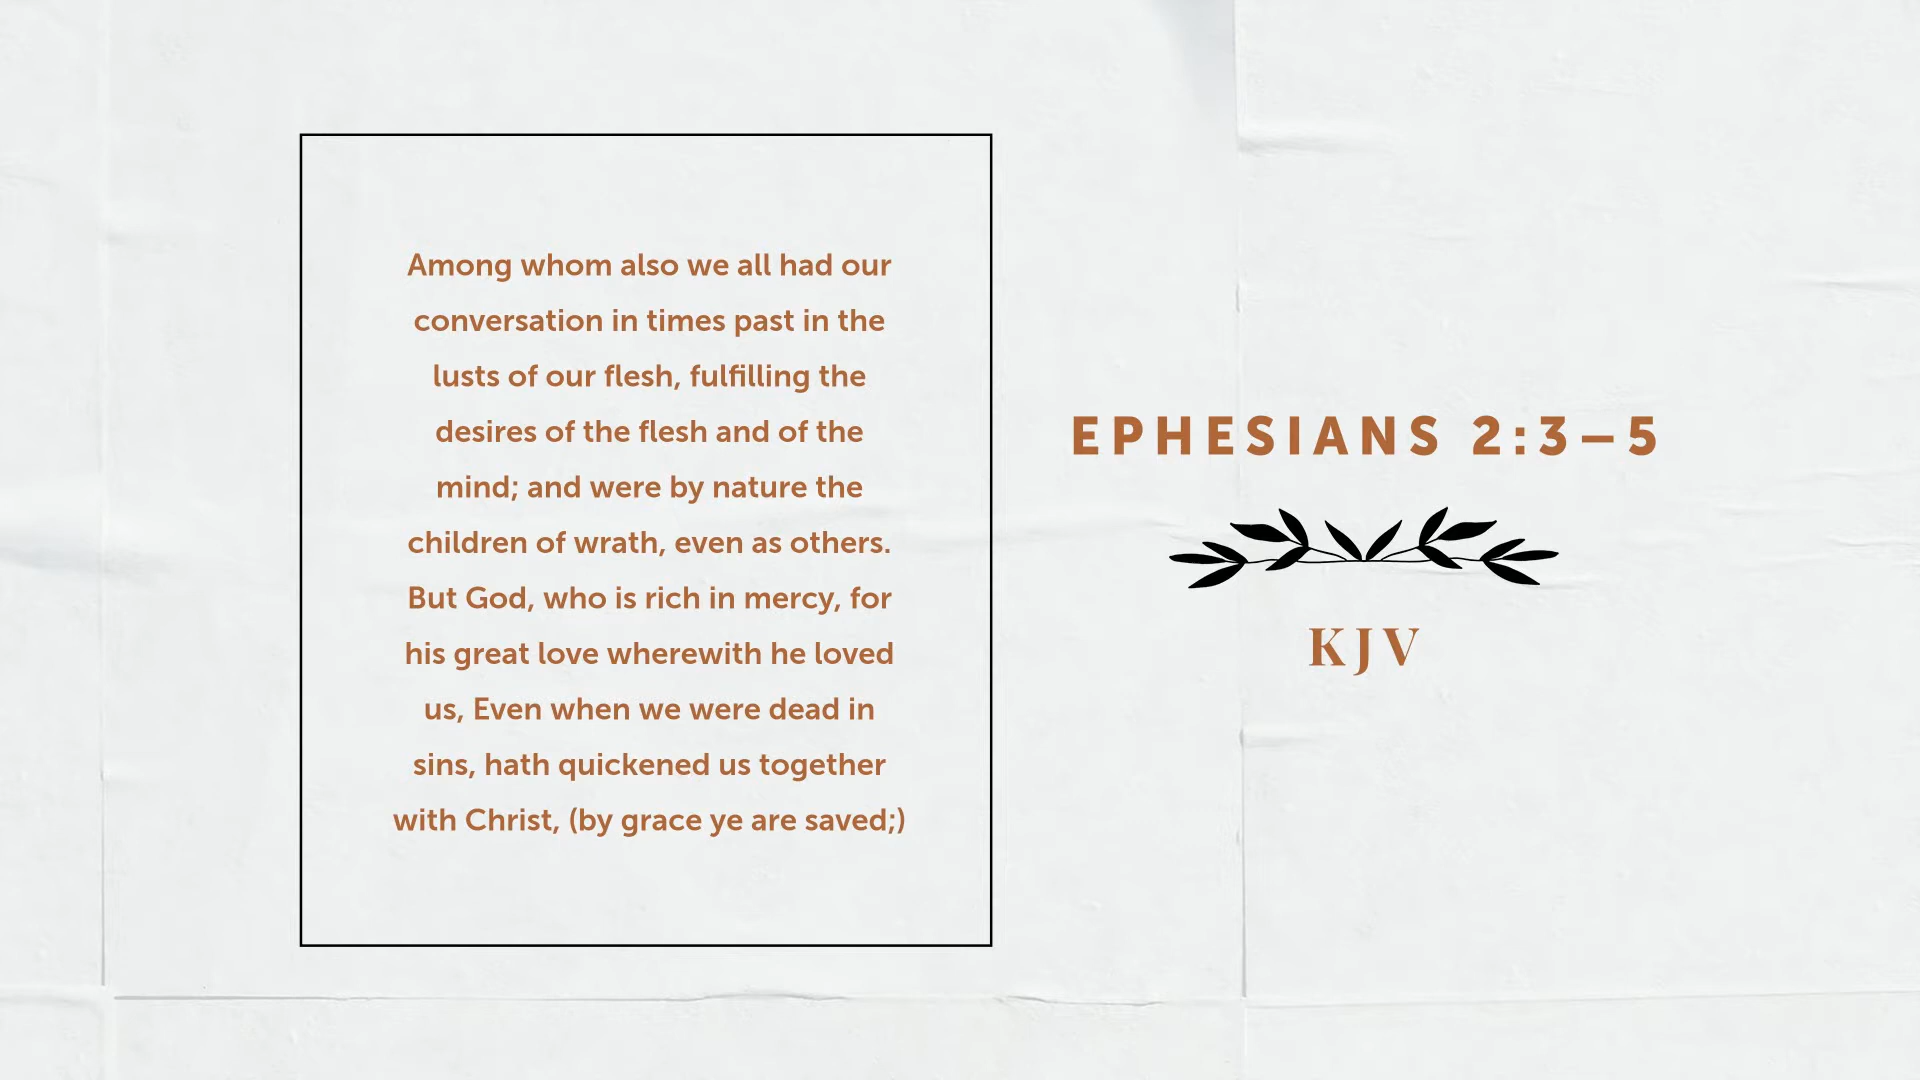 Among whom also we all had our
conversation in times past in the
lusts of our flesh, fulfilling the
desires of the flesh and of the
mind; and were by nature the
children of wrath, even as others.
But God, who is rich in mercy, for
his great love wherewith he loved
us, Even when we were dead in
sins, hath quickened us together
with Christ, (by grace ye are saved;)
EPHESIANS 2:3–5
KJV